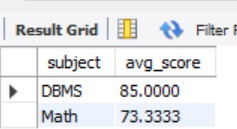 Result Grid Filter
subject avg_score
DBMS 85.0000
Math 73.3333